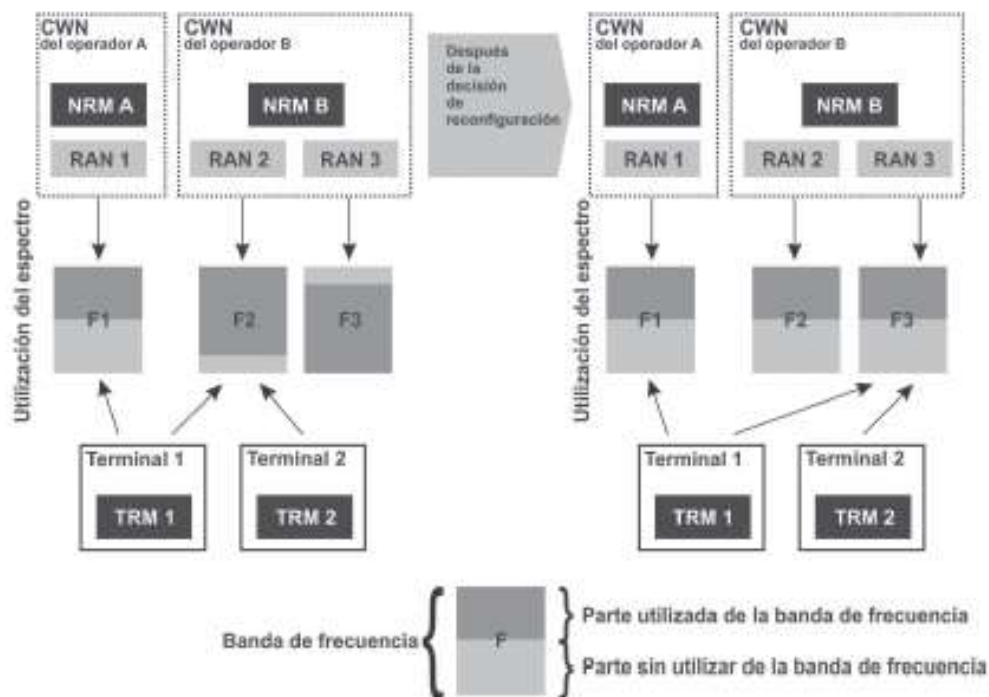 CWN
del operador A
CWN
del operador B
NRM A
NRM B
RAN 1
RAN 2
RAN 3
Después
de la
decisión
de
reconfiguración
CWN
del operador A
CWN
del operador B
NRM A
NRM B
RAN 1
RAN 2
RAN 3
Utilización del espectro
F1
F2
F3
Utilización del espectro
F1
F2
F3
Terminal 1
Terminal 2
TRM 1
TRM 2
Terminal 1
Terminal 2
TRM 1
TRM 2
Banda de frecuencia
F
Parte utilizada de la banda de frecuencia
Parte sin utilizar de la banda de frecuencia